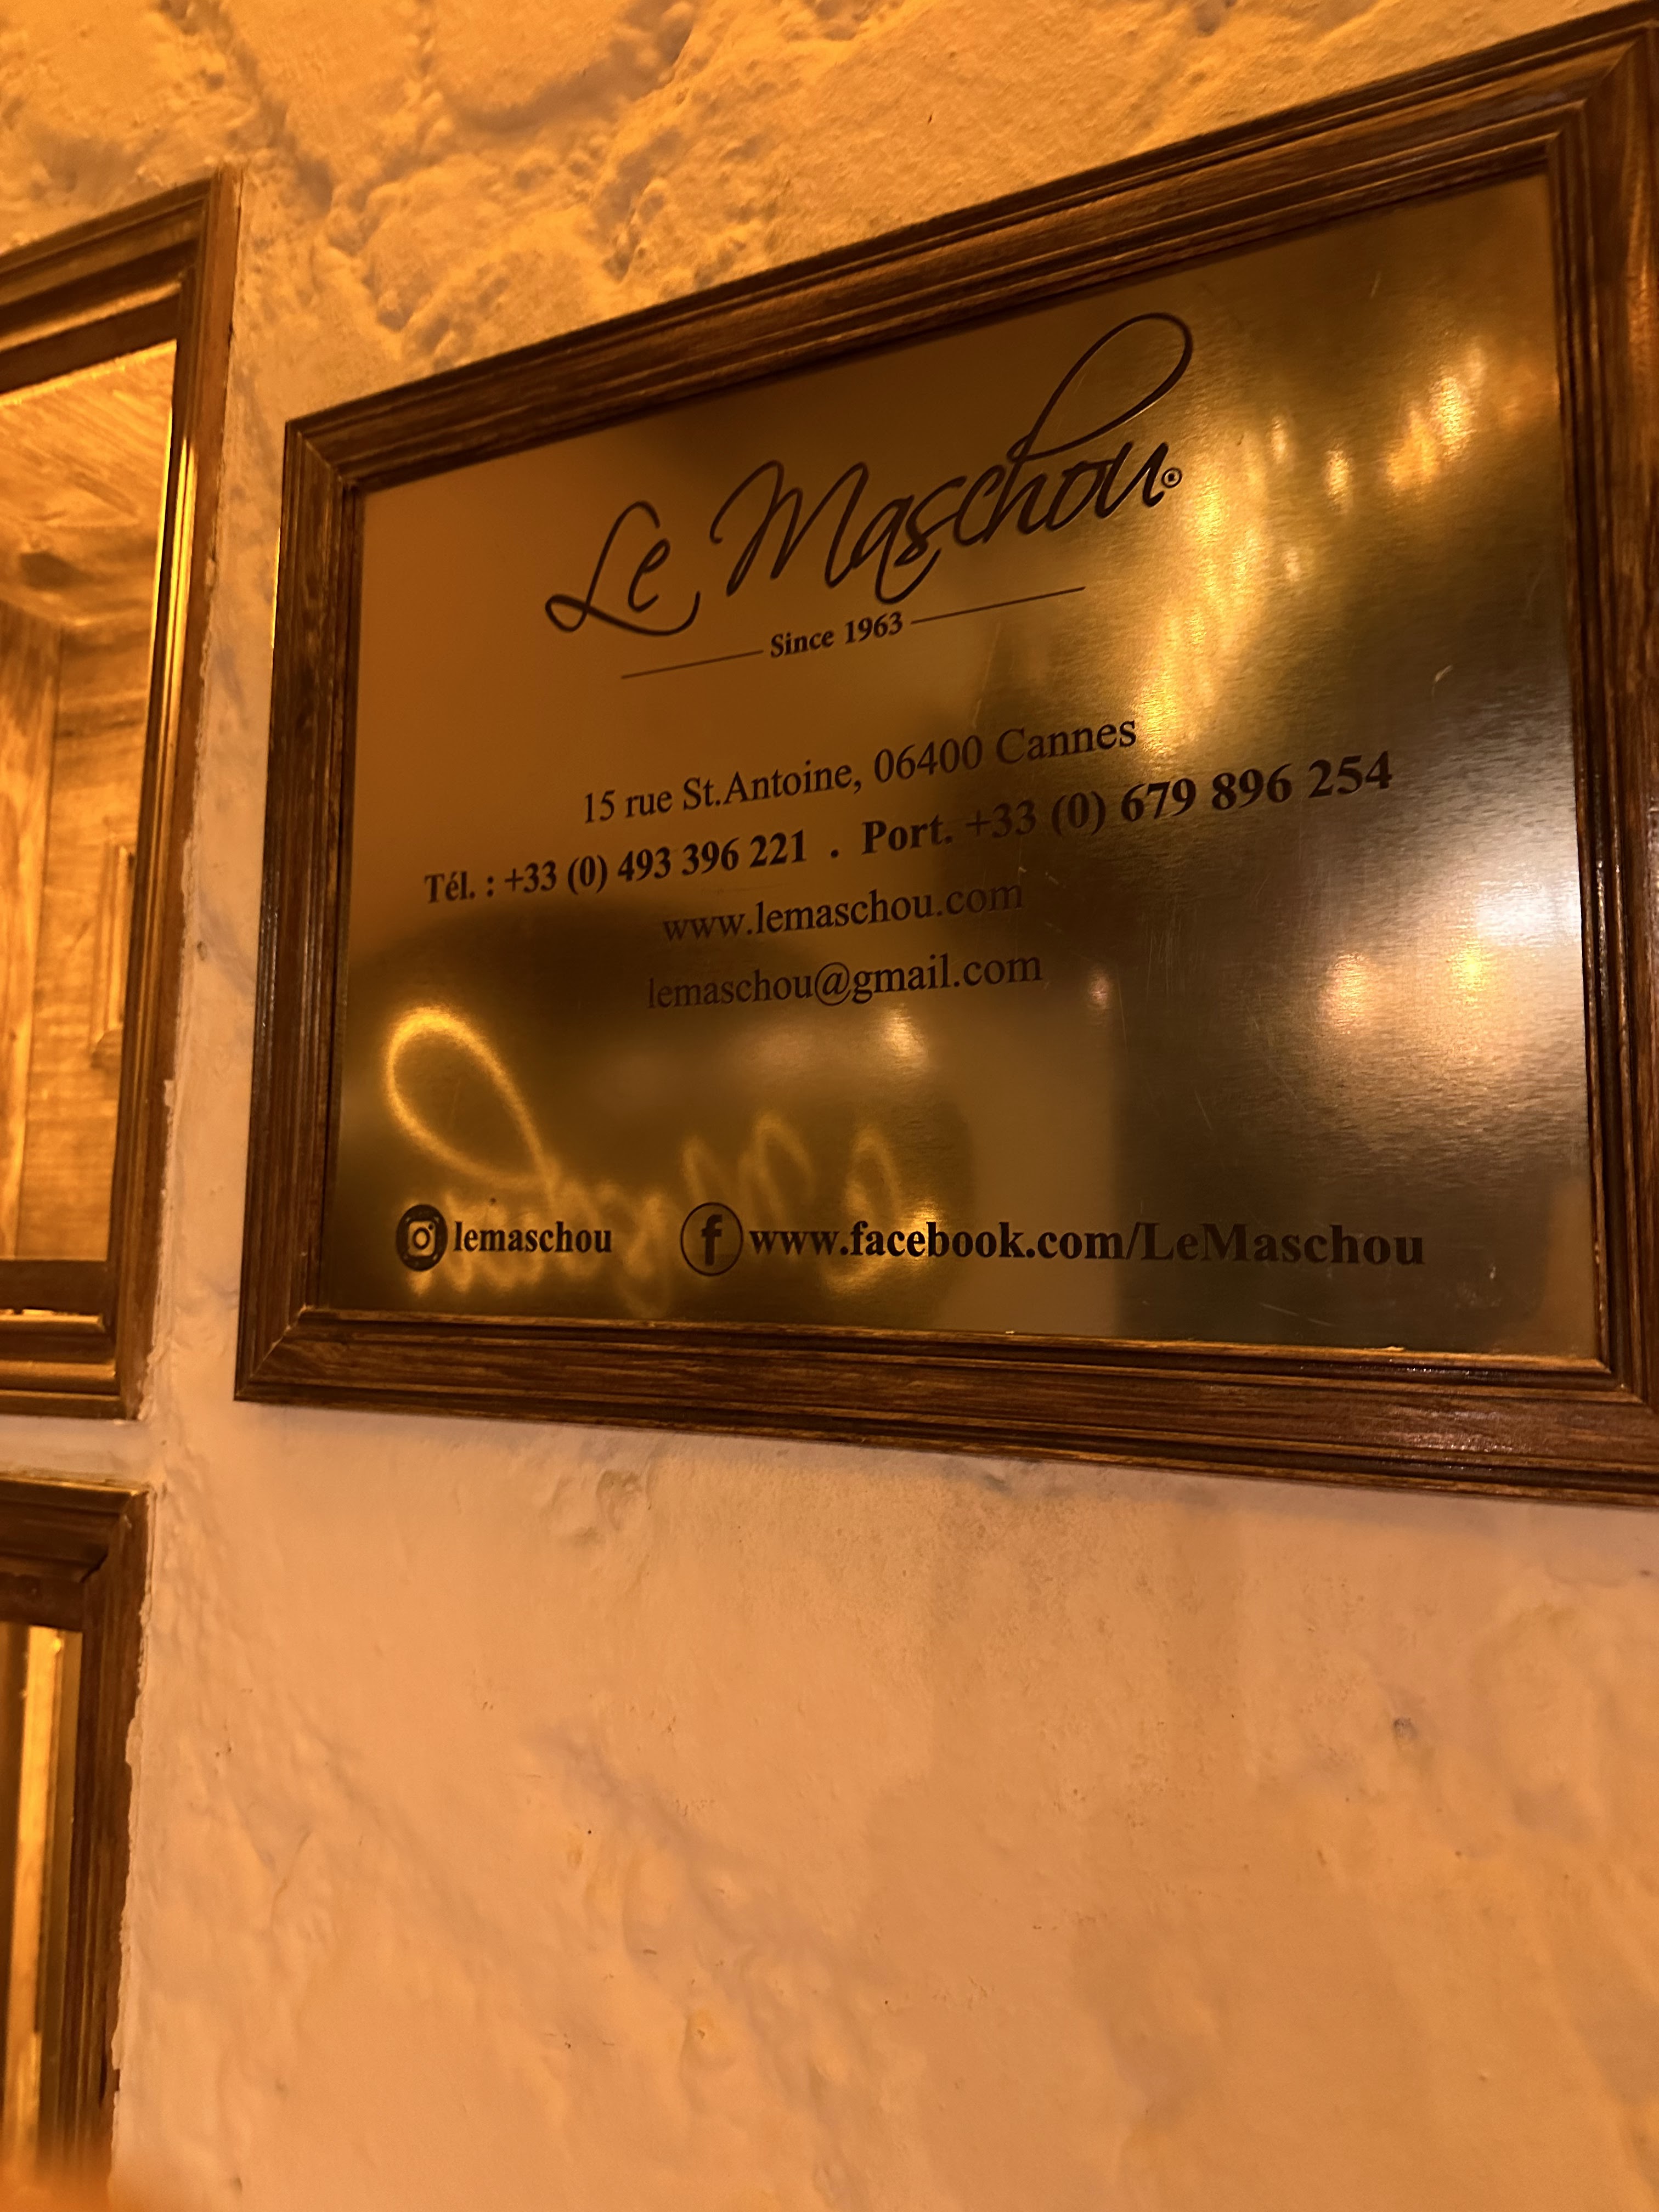 Le Maschou®
Since 1963
15 rue St.Antoine, 06400 Cannes
Tél. : +33 (0) 493 396 221 . Port. +33 (0) 679 896 254
www.lemaschou.com
lemaschou@gmail.com
lemaschou www.facebook.com/LeMaschou